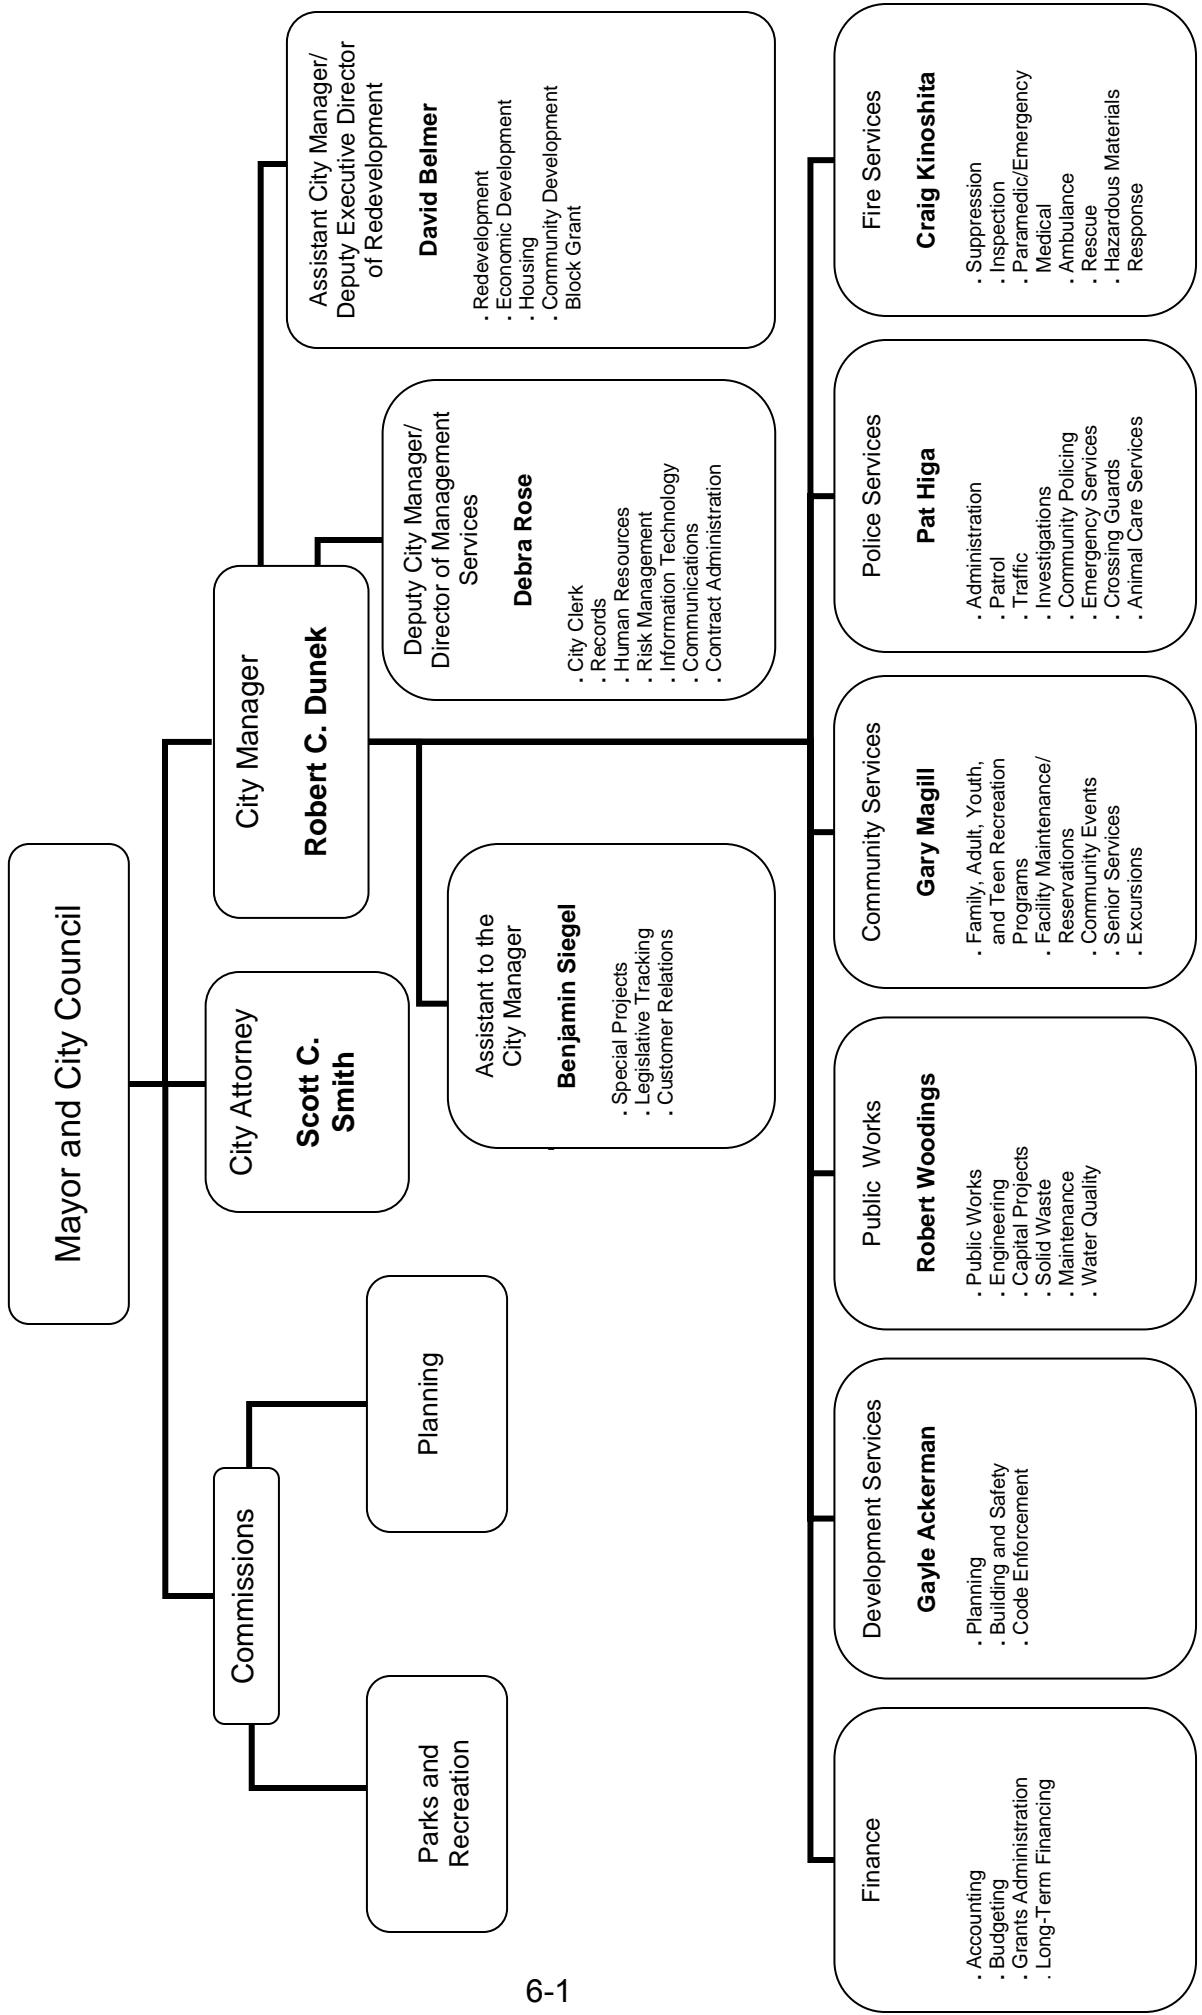 Mayor and City Council
Commissions
City Attorney
Scott C.
Smith
City Manager
Robert C. Dunek
Parks and
Recreation
Planning
Assistant to the
City Manager
Benjamin Siegel
. Special Projects
. Legislative Tracking
. Customer Relations
Deputy City Manager/
Director of Management
Services
Debra Rose
. City Clerk
. Records
. Human Resources
. Risk Management
. Information Technology
. Communications
. Contract Administration
Assistant City Manager/
Deputy Executive Director
of Redevelopment
David Belmer
. Redevelopment
. Economic Development
. Housing
. Community Development
Block Grant
Finance
. Accounting
. Budgeting
. Grants Administration
. Long-Term Financing
Development Services
Gayle Ackerman
. Planning
. Building and Safety
. Code Enforcement
Public Works
Robert Woodings
. Public Works
. Engineering
. Capital Projects
. Solid Waste
. Maintenance
. Water Quality
Community Services
Gary Magill
. Family, Adult, Youth,
and Teen Recreation
Programs
. Facility Maintenance/
Reservations
. Community Events
. Senior Services
. Excursions
Police Services
Pat Higa
. Administration
. Patrol
. Traffic
. Investigations
. Community Policing
. Emergency Services
. Crossing Guards
. Animal Care Services
Fire Services
Craig Kinoshita
. Suppression
. Inspection
. Paramedic/Emergency
Medical
. Ambulance
. Rescue
. Hazardous Materials
Response
6-1